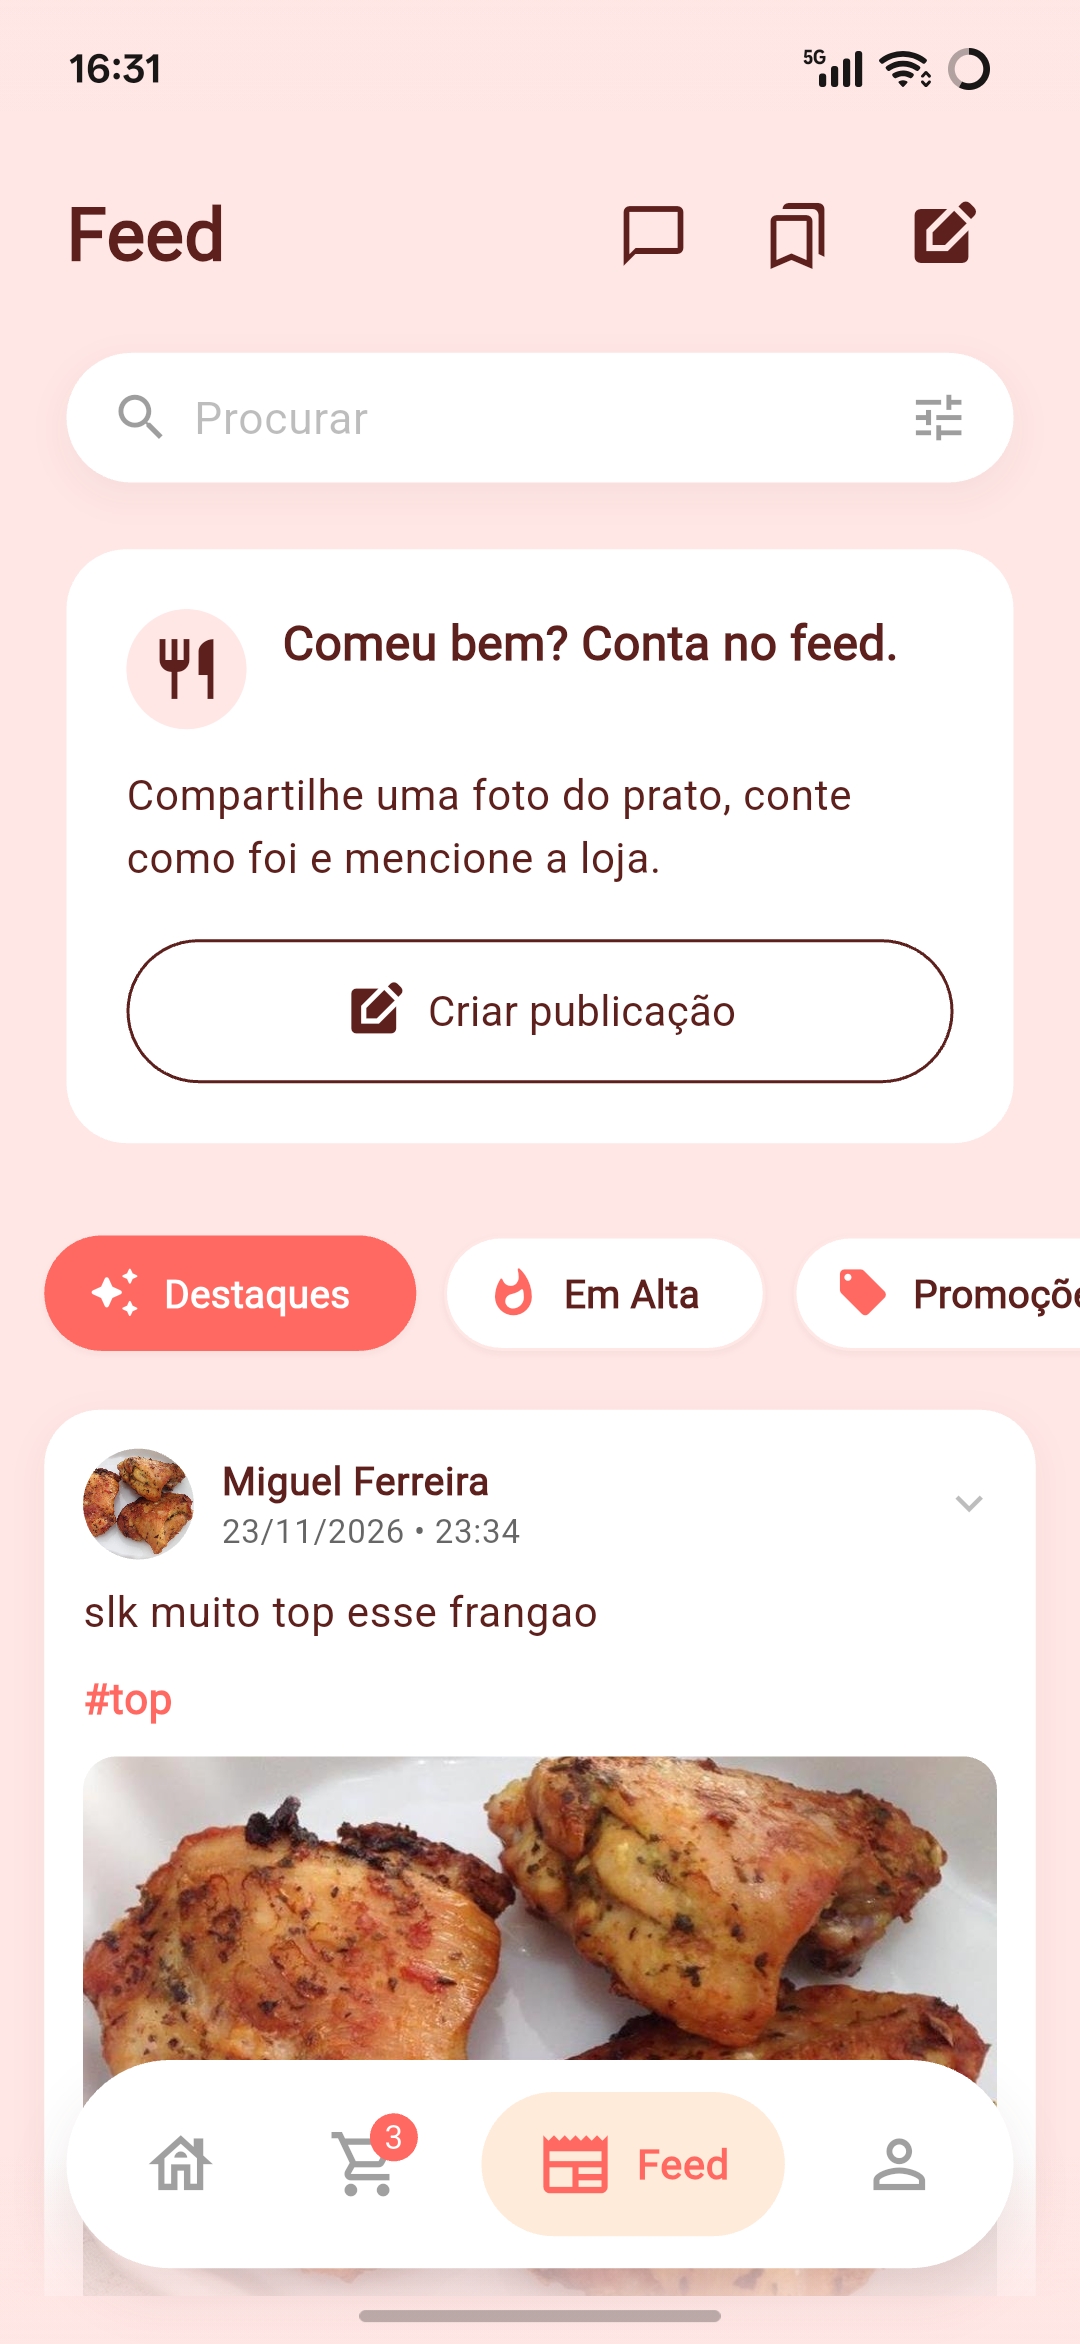 16:31
5G
Feed
Procurar
Comeu bem? Conta no feed.
Compartilhe uma foto do prato, conte
como foi e mencione a loja.
Criar publicação
Destaques
Em Alta
Promoçõe
Miguel Ferreira
23/11/2026 • 23:34
slk muito top esse frangao
#top
3
Feed